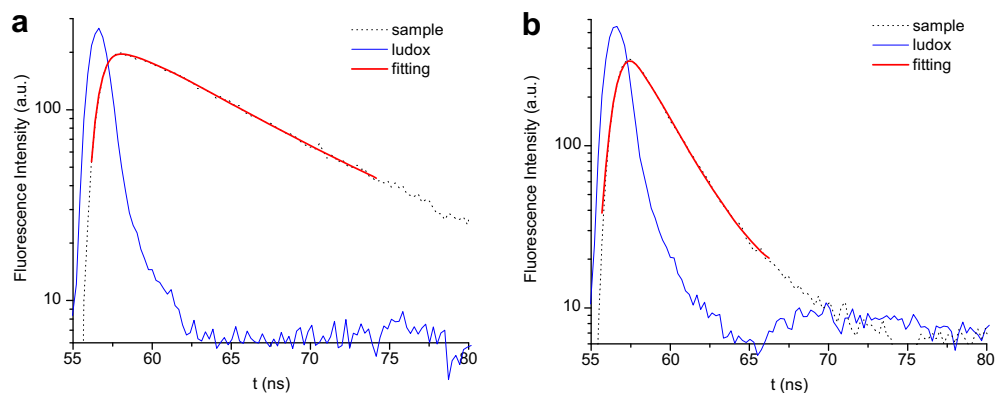 a
sample
ludox
fitting
Fluorescence Intensity (a.u.)
100
10
55 60 65 70 75 80
t (ns)
b
sample
ludox
fitting
Fluorescence Intensity (a.u.)
100
10
55 60 65 70 75 80
t (ns)